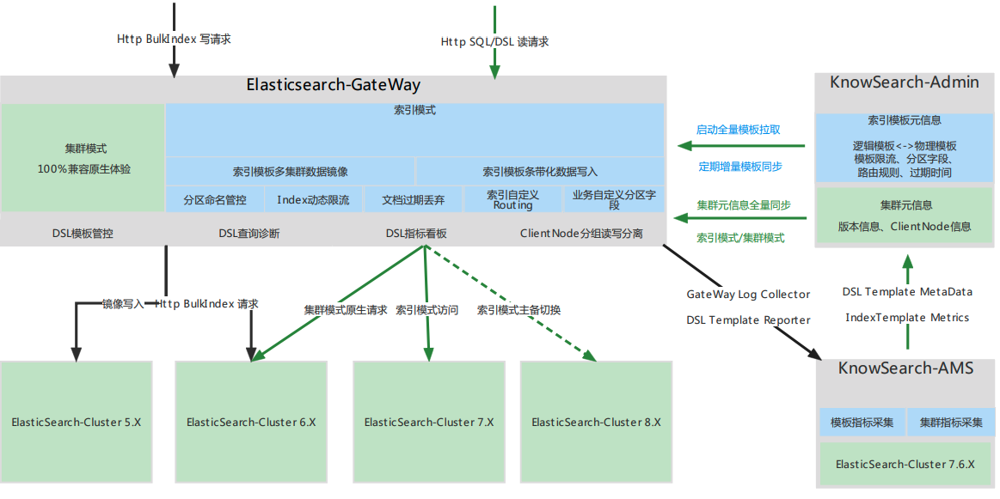 Http BulkIndex 写请求
Http SQL/DSL 读请求
Elasticsearch-GateWay
集群模式
100%兼容原生体验
索引模式
索引模板多集群数据镜像
索引模板条带化数据写入
分区命名管控
Index动态限流
文档过期丢弃
索引自定义
Routing
业务自定义分区字
段
DSL模板管控
DSL查询诊断
DSL指标看板
ClientNode分组读写分离
启动全量模板拉取
定期增量模板同步
集群元信息全量同步
索引模式/集群模式
KnowSearch-Admin
索引模板元信息
逻辑模板<->物理模板
模板限流、分区字段、
路由规则、过期时间
集群元信息
版本信息、ClientNode信息
镜像写入
Http BulkIndex 请求
集群模式原生请求
索引模式访问
索引模式主备切换
GateWay Log Collector
DSL Template Reporter
DSL Template MetaData
IndexTemplate Metrics
ElasticSearch-Cluster 5.X
ElasticSearch-Cluster 6.X
ElasticSearch-Cluster 7.X
ElasticSearch-Cluster 8.X
KnowSearch-AMS
模板指标采集
集群指标采集
ElasticSearch-Cluster 7.6.X